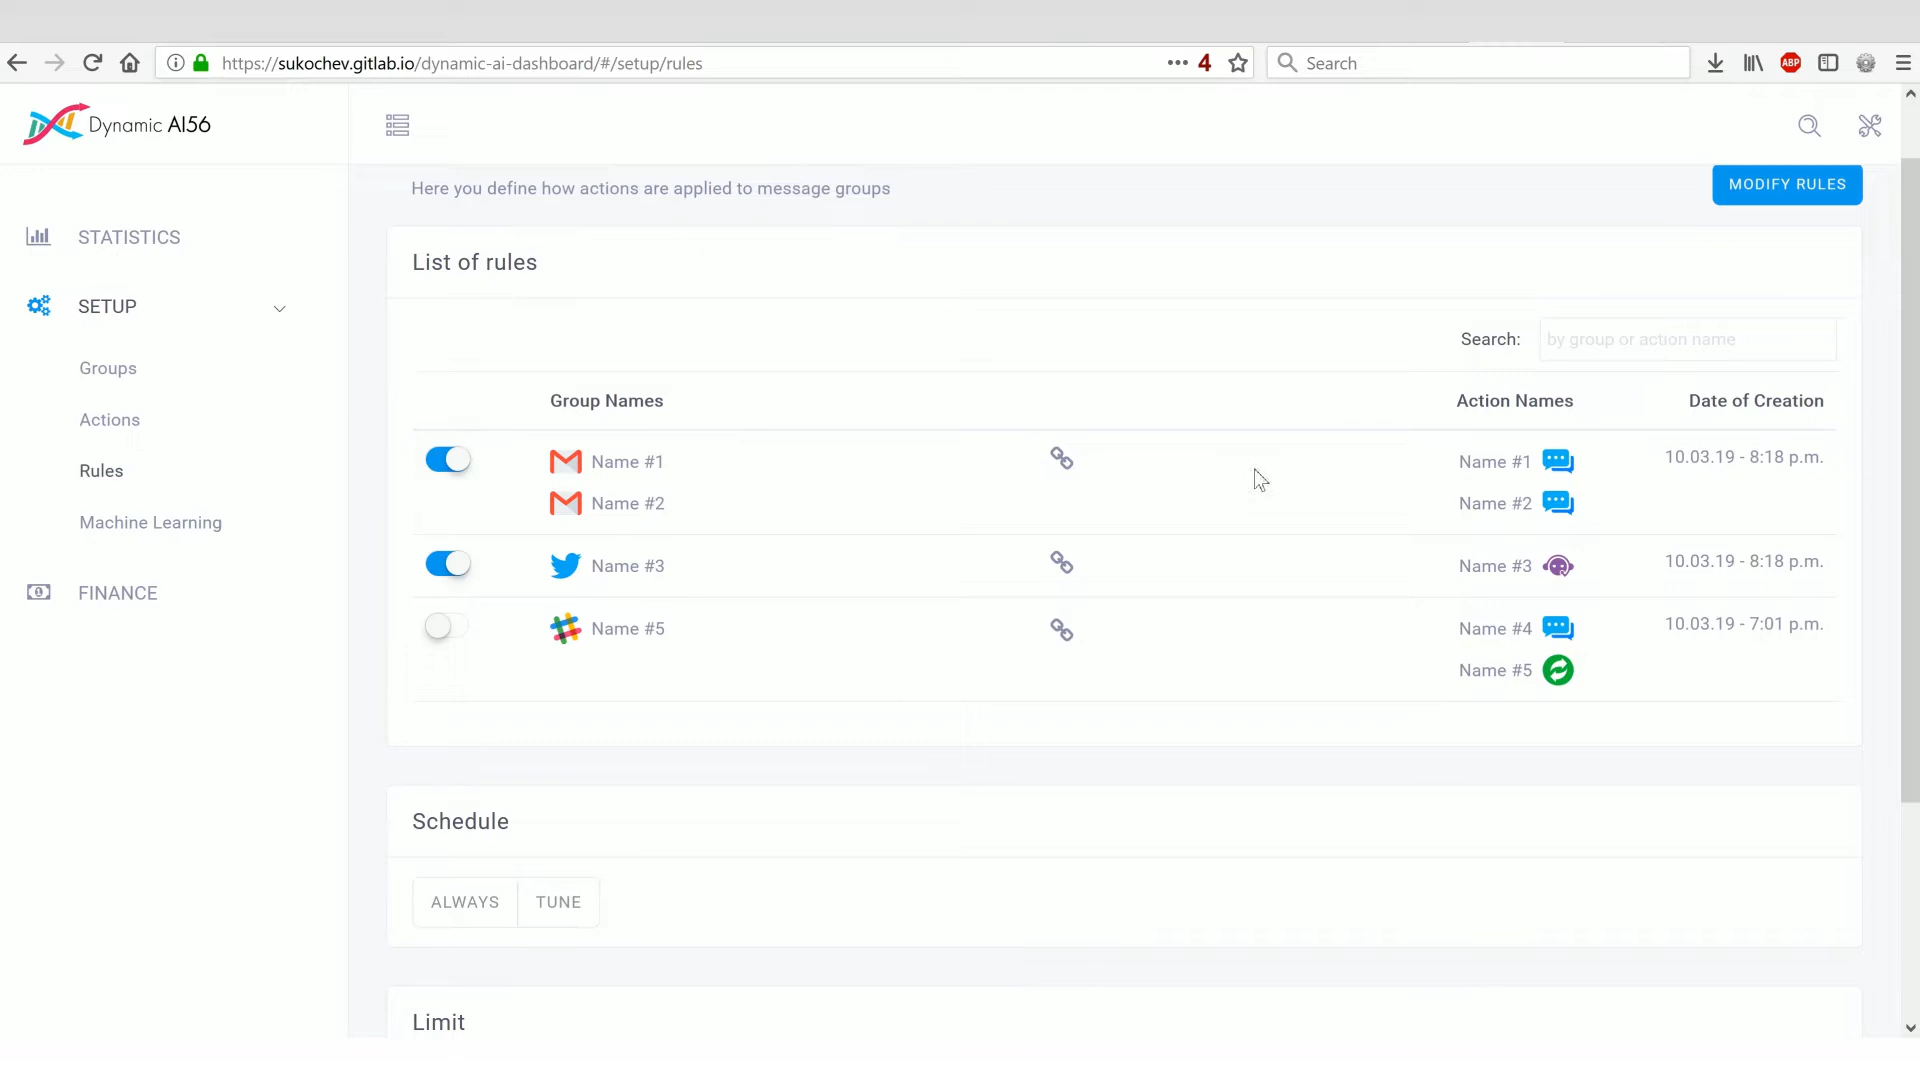 https://sukochev.gitlab.io/dynamic-ai-dashboard/#/setup/rules
4
Search
ABP
Dynamic AI56
Here you define how actions are applied to message groups
MODIFY RULES
STATISTICS
SETUP
Groups
Actions
Rules
Machine Learning
FINANCE
List of rules
Search: by group or action name
Group Names Action Names Date of Creation
Name #1 Name #1 10.03.19 - 8:18 p.m.
Name #2 Name #2
Name #3 Name #3 10.03.19 - 8:18 p.m.
Name #5 Name #4 10.03.19 - 7:01 p.m.
Name #5
Schedule
ALWAYS TUNE
Limit